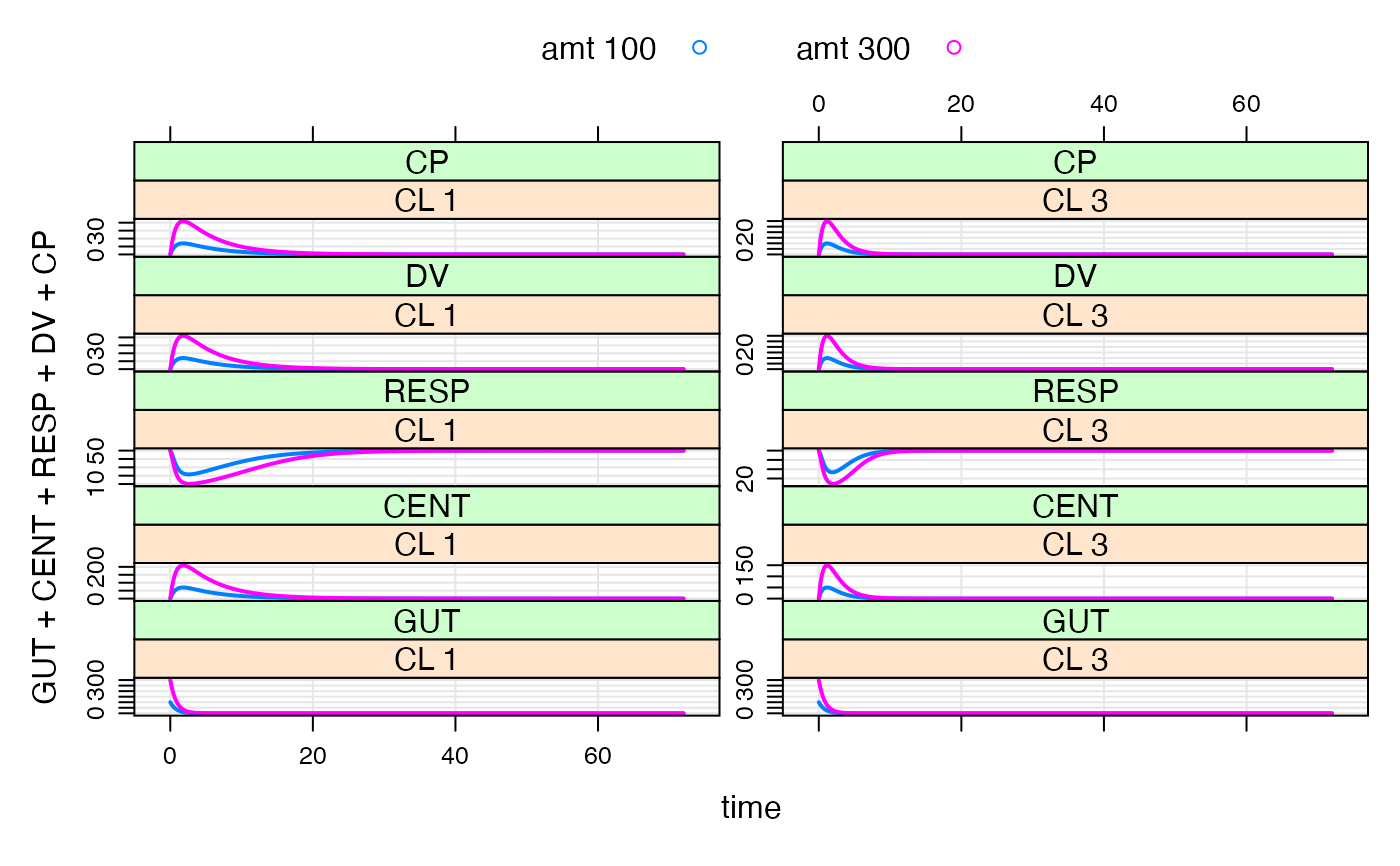 amt 100 amt 300
0 20 40 60
CP CP
CL 1 CL 3
0 30 0 20
DV DV
CL 1 CL 3
0 30 0 20
RESP RESP
CL 1 CL 3
10 50 20
CENT CENT
CL 1 CL 3
0 200 0 150
GUT GUT
CL 1 CL 3
0 300 0 300
0 20 40 60
time
GUT + CENT + RESP + DV + CP